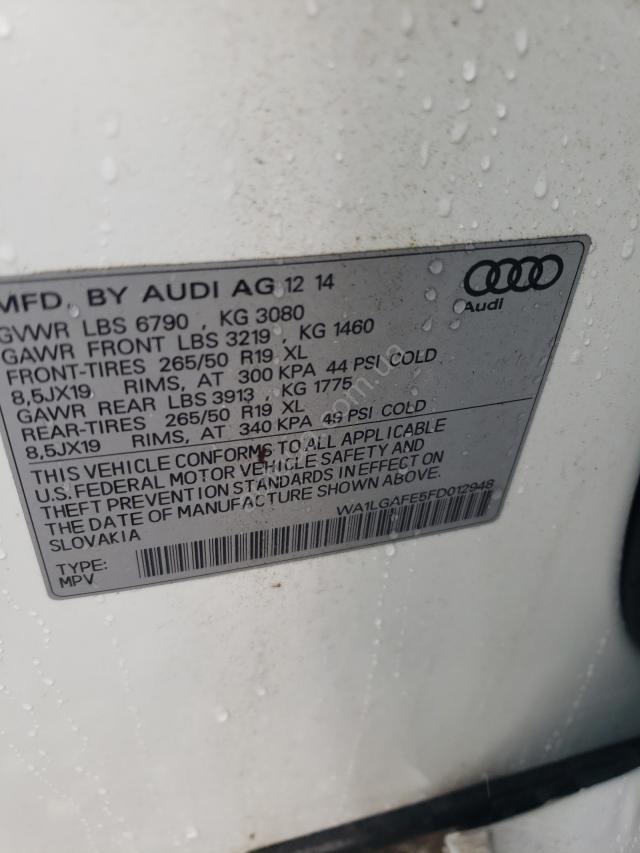 MFD. BY AUDI AG 12 14
Audi
GVWR LBS 6790 , KG 3080
GAWR FRONT LBS 3219 , KG 1460
FRONT-TIRES 265/50 R19 XL
8,5JX19 RIMS, AT 300 KPA 44 PSI COLD
GAWR REAR LBS 3913 , KG 1775
REAR-TIRES 265/50 R19 XL
8,5JX19 RIMS, AT 340 KPA 49 PSI COLD
THIS VEHICLE CONFORMS TO ALL APPLICABLE
U.S. FEDERAL MOTOR VEHICLE SAFETY AND
THEFT PREVENTION STANDARDS IN EFFECT ON
THE DATE OF MANUFACTURE SHOWN ABOVE.
SLOVAKIA
WA1LGAFE5FD012948
TYPE:
MPV